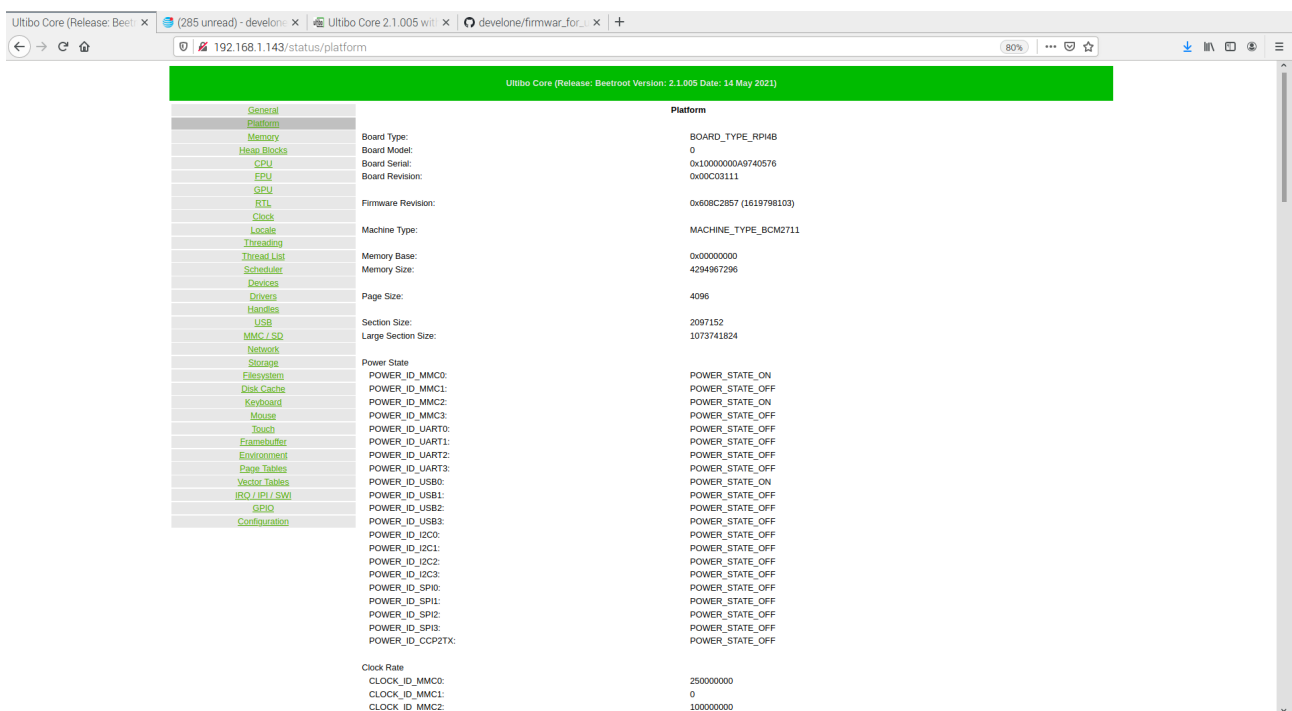 Ultibo Core (Release: Beet
(285 unread) - develone
Ultibo Core 2.1.005 wit
develone/firmwar_for_
192.168.1.143/status/platform
80%
Ultibo Core (Release: Beetroot Version: 2.1.005 Date: 14 May 2021)
General
Platform
Memory
Heap Blocks
CPU
FPU
GPU
RTL
Clock
Locale
Threading
Thread List
Scheduler
Devices
Drivers
Handles
USB
MMC / SD
Network
Storage
Filesystem
Disk Cache
Keyboard
Mouse
Touch
Framebuffer
Environment
Page Tables
Vector Tables
IRQ / IPI / SWI
GPIO
Configuration
Platform
Board Type: BOARD_TYPE_RPI4B
Board Model: 0
Board Serial: 0x10000000A9740576
Board Revision: 0x00C03111
Firmware Revision: 0x608C2857 (1619798103)
Machine Type: MACHINE_TYPE_BCM2711
Memory Base: 0x00000000
Memory Size: 4294967296
Page Size: 4096
Section Size: 2097152
Large Section Size: 1073741824
Power State
POWER_ID_MMC0: POWER_STATE_ON
POWER_ID_MMC1: POWER_STATE_OFF
POWER_ID_MMC2: POWER_STATE_ON
POWER_ID_MMC3: POWER_STATE_OFF
POWER_ID_UART0: POWER_STATE_OFF
POWER_ID_UART1: POWER_STATE_OFF
POWER_ID_UART2: POWER_STATE_OFF
POWER_ID_UART3: POWER_STATE_OFF
POWER_ID_USB0: POWER_STATE_ON
POWER_ID_USB1: POWER_STATE_OFF
POWER_ID_USB2: POWER_STATE_OFF
POWER_ID_USB3: POWER_STATE_OFF
POWER_ID_I2C0: POWER_STATE_OFF
POWER_ID_I2C1: POWER_STATE_OFF
POWER_ID_I2C2: POWER_STATE_OFF
POWER_ID_I2C3: POWER_STATE_OFF
POWER_ID_SPI0: POWER_STATE_OFF
POWER_ID_SPI1: POWER_STATE_OFF
POWER_ID_SPI2: POWER_STATE_OFF
POWER_ID_SPI3: POWER_STATE_OFF
POWER_ID_CCP2TX: POWER_STATE_OFF
Clock Rate
CLOCK_ID_MMC0: 250000000
CLOCK_ID_MMC1: 0
CLOCK_ID_MMC2: 100000000